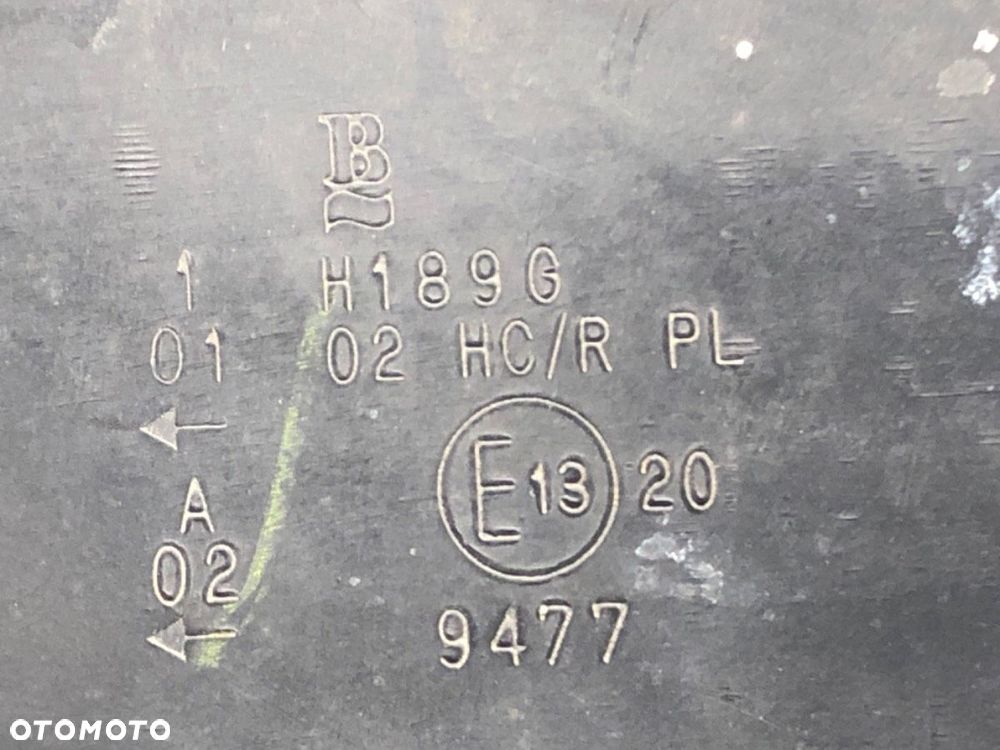 B
1 H189G
01 02 HC/R PL
A E13 20
02
9477
OTOMOTO